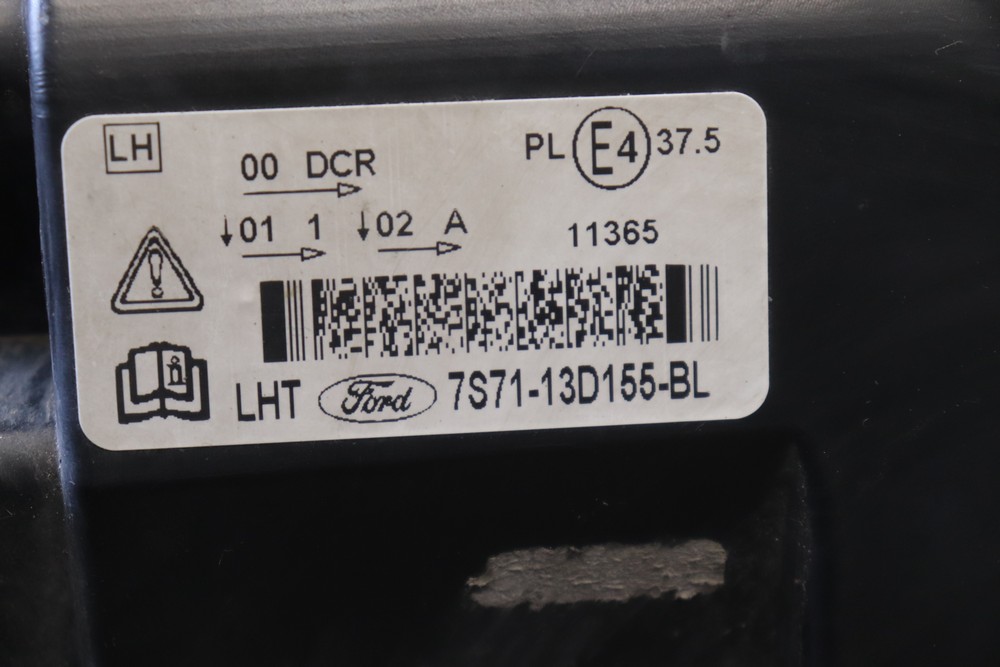 LH
00 DCR
PL E4 37.5
↓01 1 ↓02 A
11365
LHT Ford 7S71-13D155-BL